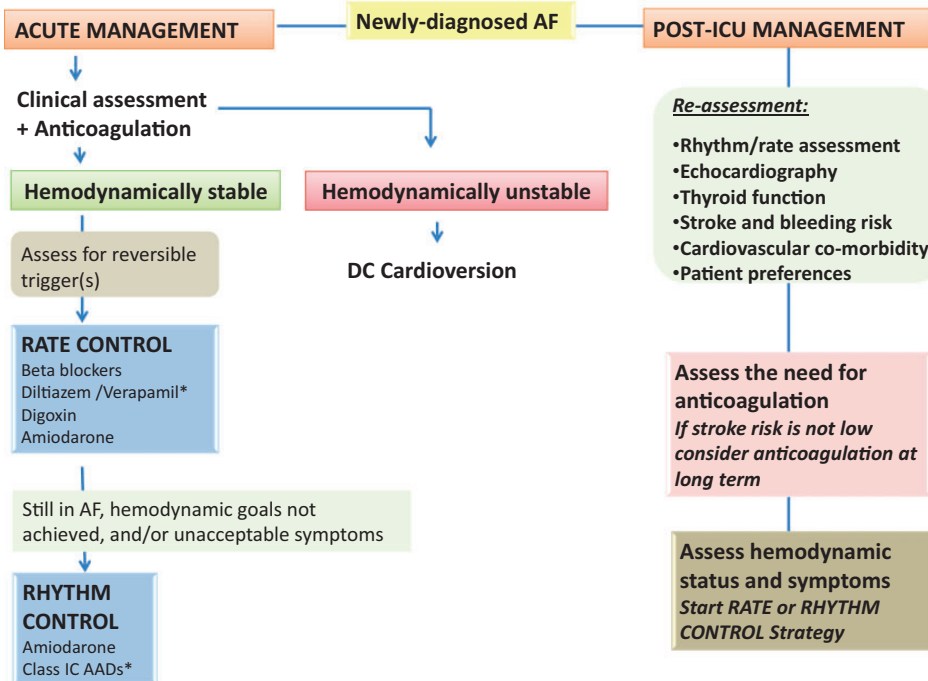 Newly-diagnosed AF
ACUTE MANAGEMENT
Clinical assessment
+ Anticoagulation
Hemodynamically stable
Hemodynamically unstable
Assess for reversible
trigger(s)
DC Cardioversion
RATE CONTROL
Beta blockers
Diltiazem /Verapamil*
Digoxin
Amiodarone
Still in AF, hemodynamic goals not
achieved, and/or unacceptable symptoms
RHYTHM
CONTROL
Amiodarone
Class IC AADs*
POST-ICU MANAGEMENT
Re-assessment:
•Rhythm/rate assessment
•Echocardiography
•Thyroid function
•Stroke and bleeding risk
•Cardiovascular co-morbidity
•Patient preferences
Assess the need for
anticoagulation
If stroke risk is not low
consider anticoagulation at
long term
Assess hemodynamic
status and symptoms
Start RATE or RHYTHM
CONTROL Strategy